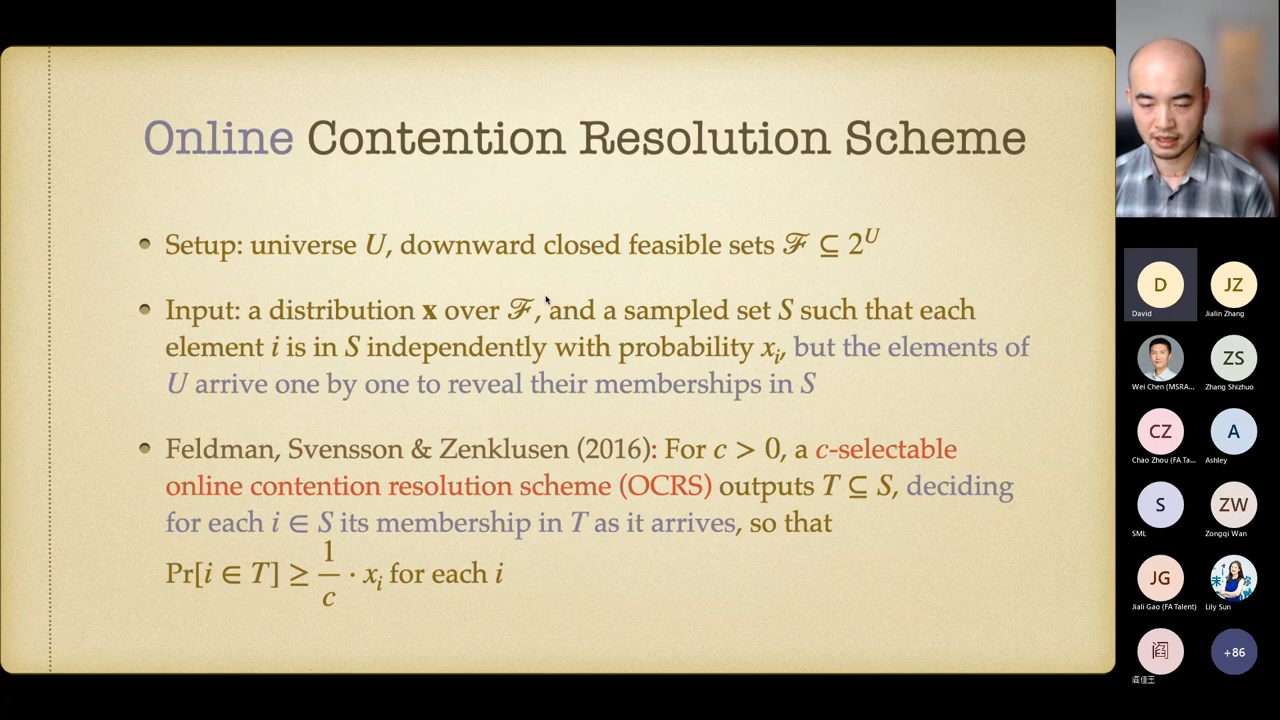 Online Contention Resolution Scheme
Setup: universe U, downward closed feasible sets ℱ ⊆ 2^U
Input: a distribution x over ℱ, and a sampled set S such that each
element i is in S independently with probability x_i, but the elements of
U arrive one by one to reveal their memberships in S
Feldman, Svensson & Zenklusen (2016): For c > 0, a c-selectable
online contention resolution scheme (OCRS) outputs T ⊆ S, deciding
for each i ∈ S its membership in T as it arrives, so that
Pr[i ∈ T] ≥ 1/c · x_i for each i
D
David
JZ
Jialin Zhang
Wei Chen (MSRA...
ZS
Zhang Shizhuo
CZ
Chao Zhou (FA Ta...
A
Ashley
S
SML
ZW
Zongqi Wan
JG
Jiali Gao (FA Talent)
Lily Sun
+86